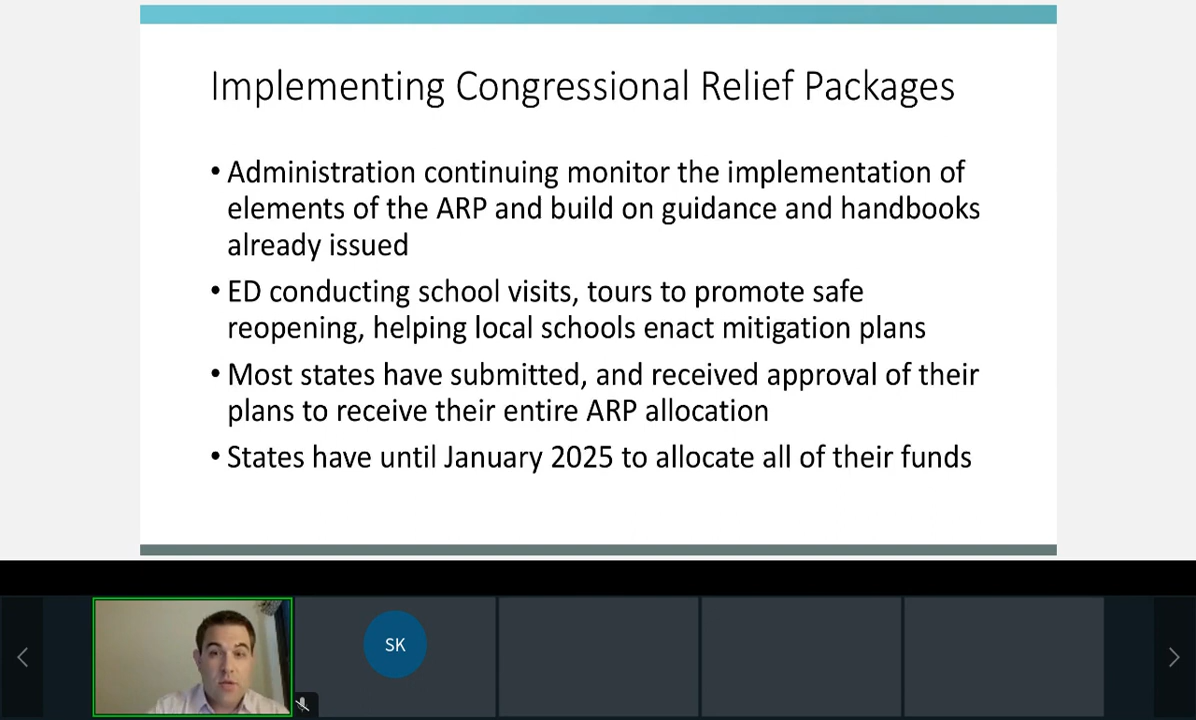 Implementing Congressional Relief Packages
• Administration continuing monitor the implementation of
elements of the ARP and build on guidance and handbooks
already issued
• ED conducting school visits, tours to promote safe
reopening, helping local schools enact mitigation plans
• Most states have submitted, and received approval of their
plans to receive their entire ARP allocation
• States have until January 2025 to allocate all of their funds
SK